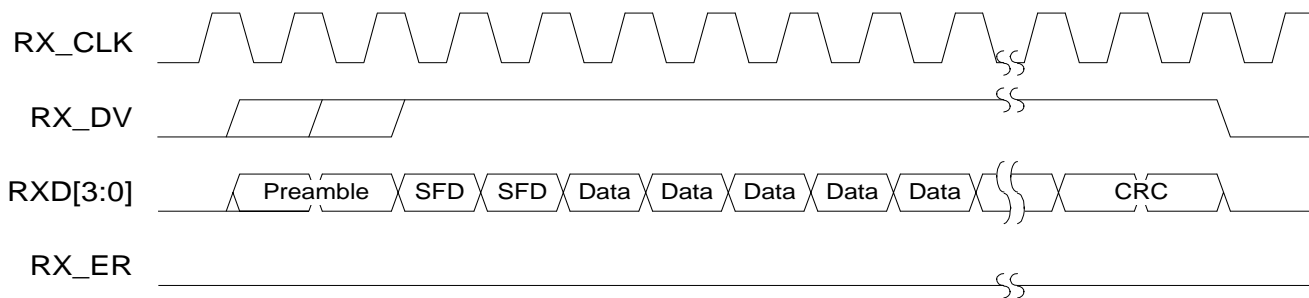 RX_CLK
RX_DV
RXD[3:0] Preamble SFD SFD Data Data Data Data Data CRC
RX_ER